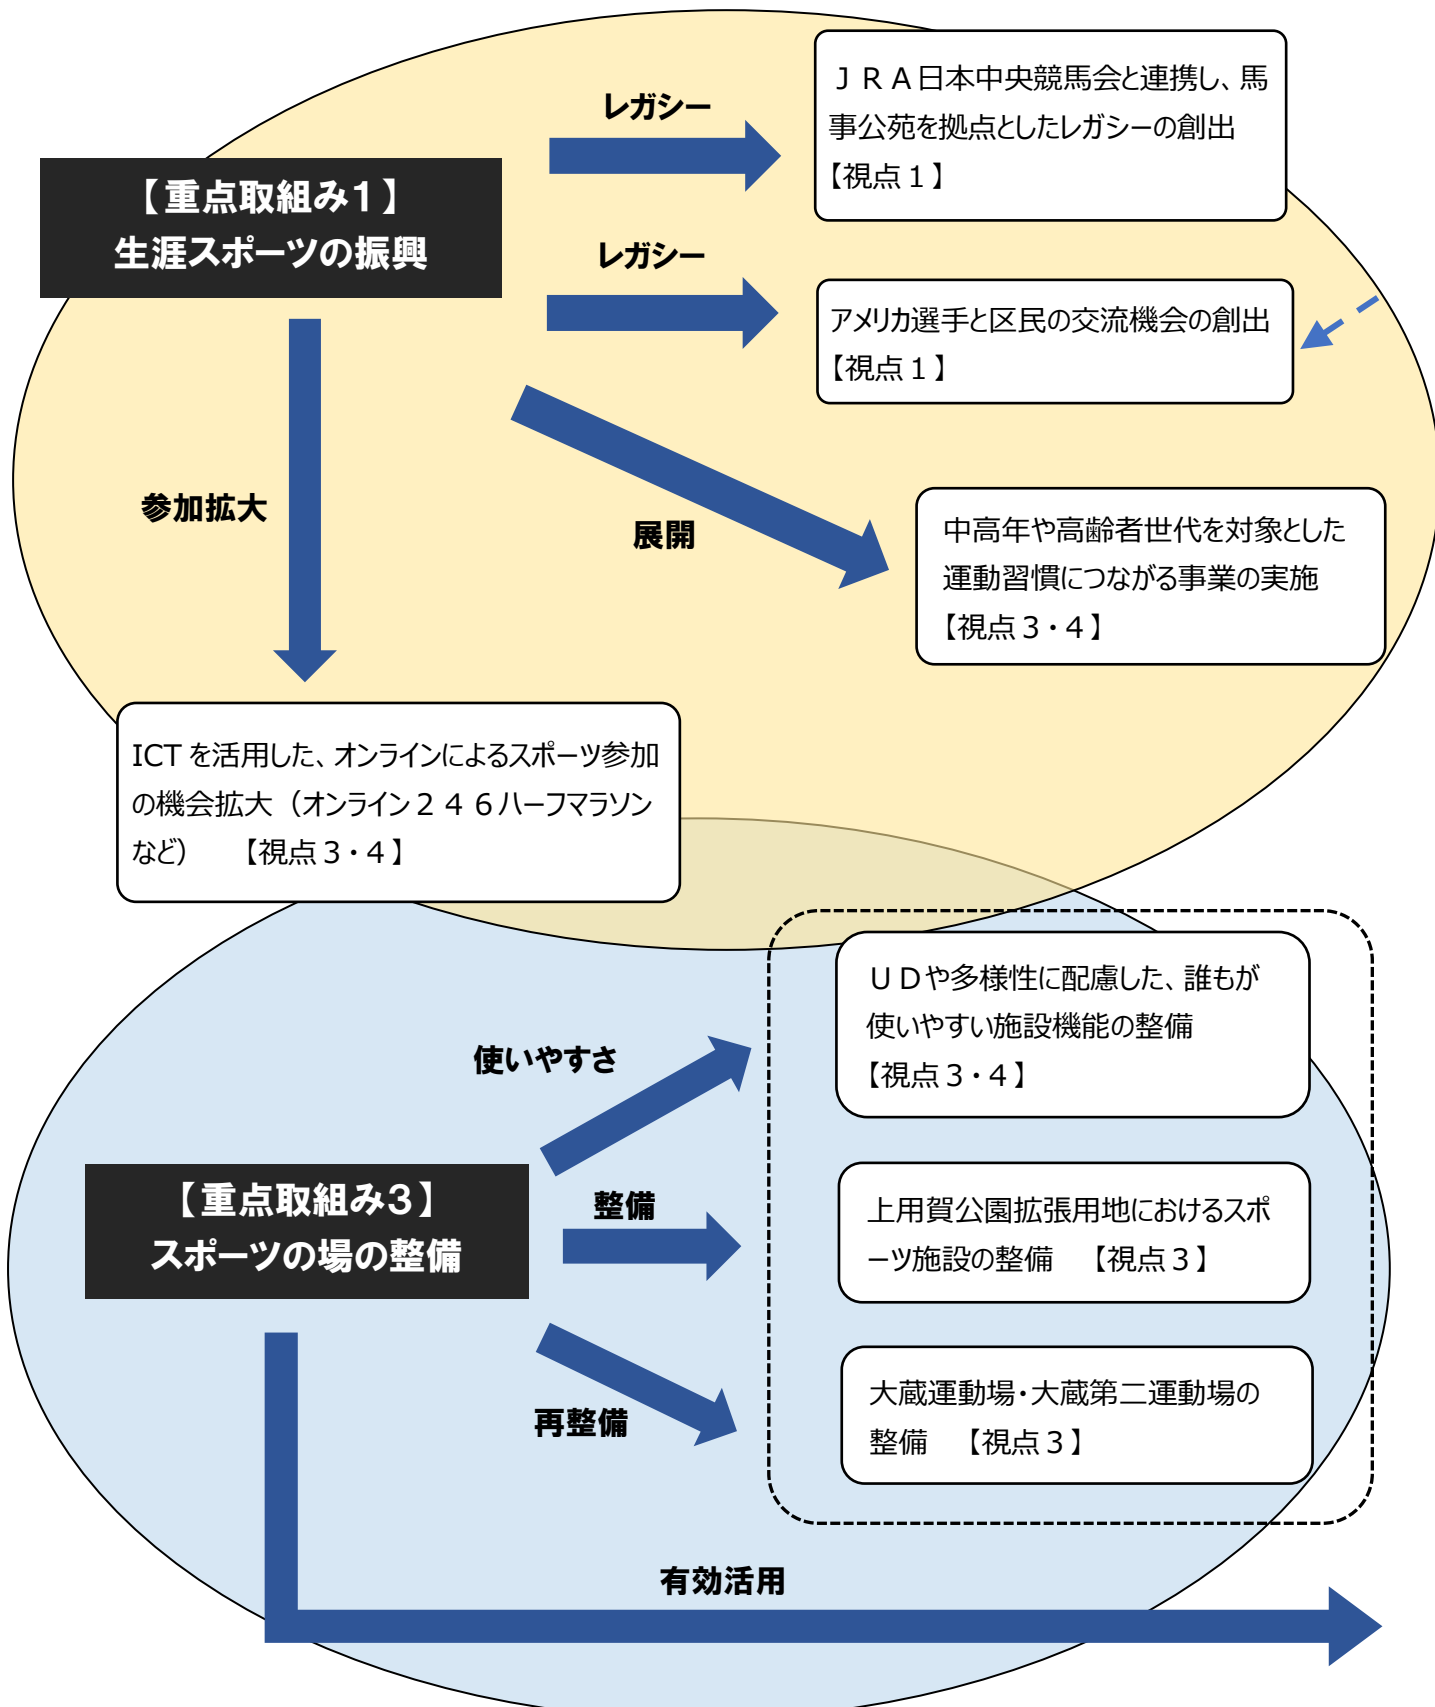 レガシー
ＪＲＡ日本中央競馬会と連携し、馬
事公苑を拠点としたレガシーの創出
【視点１】
【重点取組み１】
生涯スポーツの振興
レガシー
アメリカ選手と区民の交流機会の創出
【視点１】
参加拡大
展開
中高年や高齢者世代を対象とした
運動習慣につながる事業の実施
【視点３・４】
ICT を活用した、オンラインによるスポーツ参加
の機会拡大（オンライン２４６ハーフマラソン
など）　【視点３・４】
使いやすさ
ＵＤや多様性に配慮した、誰もが
使いやすい施設機能の整備
【視点３・４】
【重点取組み３】
スポーツの場の整備
整備
上用賀公園拡張用地におけるスポ
ーツ施設の整備　【視点３】
再整備
大蔵運動場・大蔵第二運動場の
整備　【視点３】
有効活用